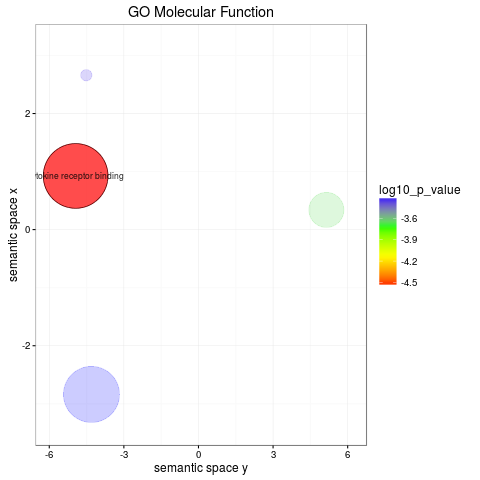 GO Molecular Function
semantic space x
2
0
-2
-6
-3
0
3
6
semantic space y
receptor binding
log10_p_value
-3.6
-3.9
-4.2
-4.5